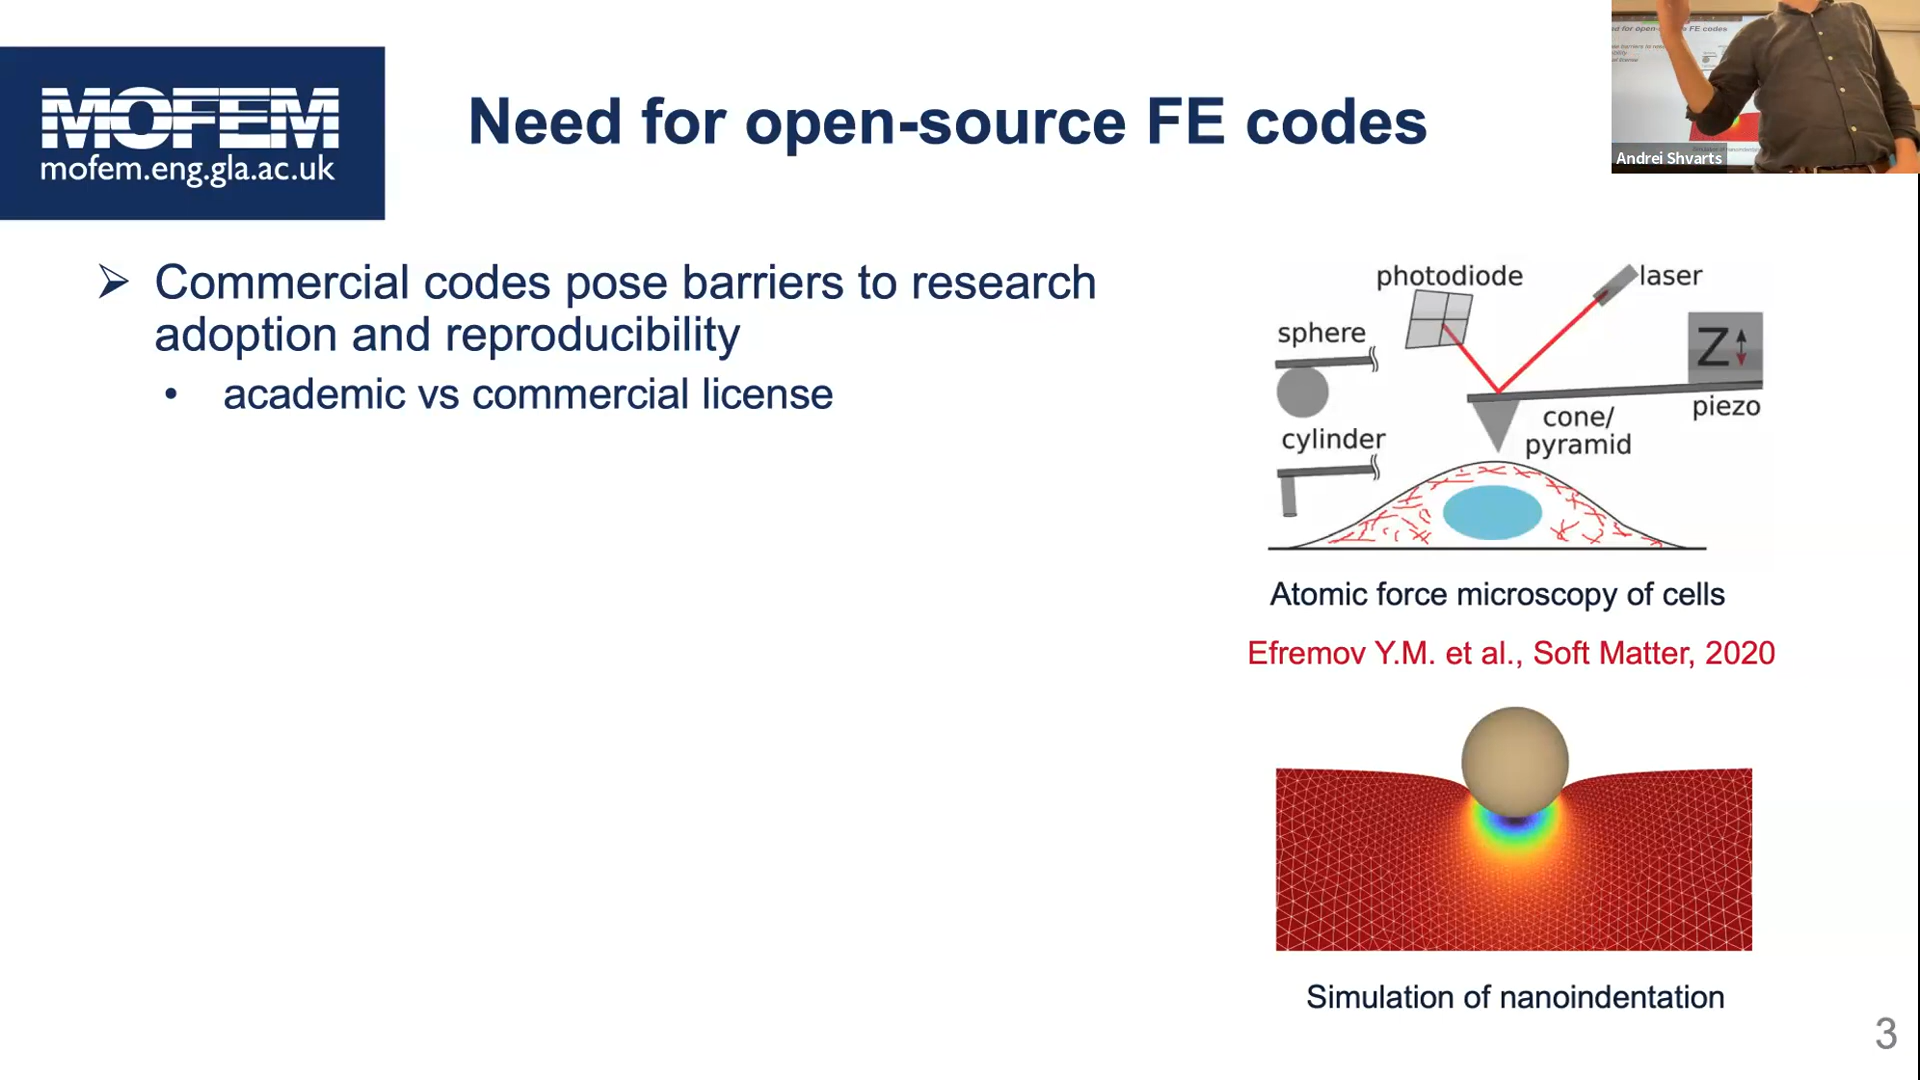 MOFEM
mofem.eng.gla.ac.uk
Need for open-source FE codes
Andrei Shvarts
➢ Commercial codes pose barriers to research
adoption and reproducibility
• academic vs commercial license
photodiode
laser
sphere
Z
piezo
cone/
pyramid
cylinder
Atomic force microscopy of cells
Efremov Y.M. et al., Soft Matter, 2020
Simulation of nanoindentation
3